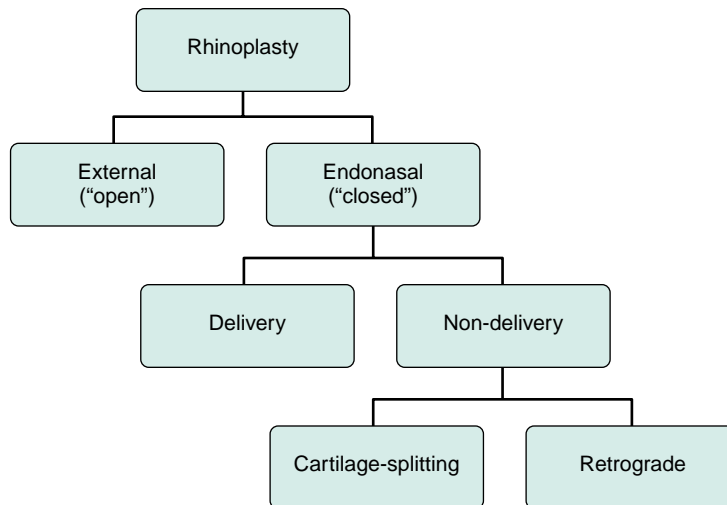 Rhinoplasty
External
(“open”)
Endonasal
(“closed”)
Delivery
Non-delivery
Cartilage-splitting
Retrograde